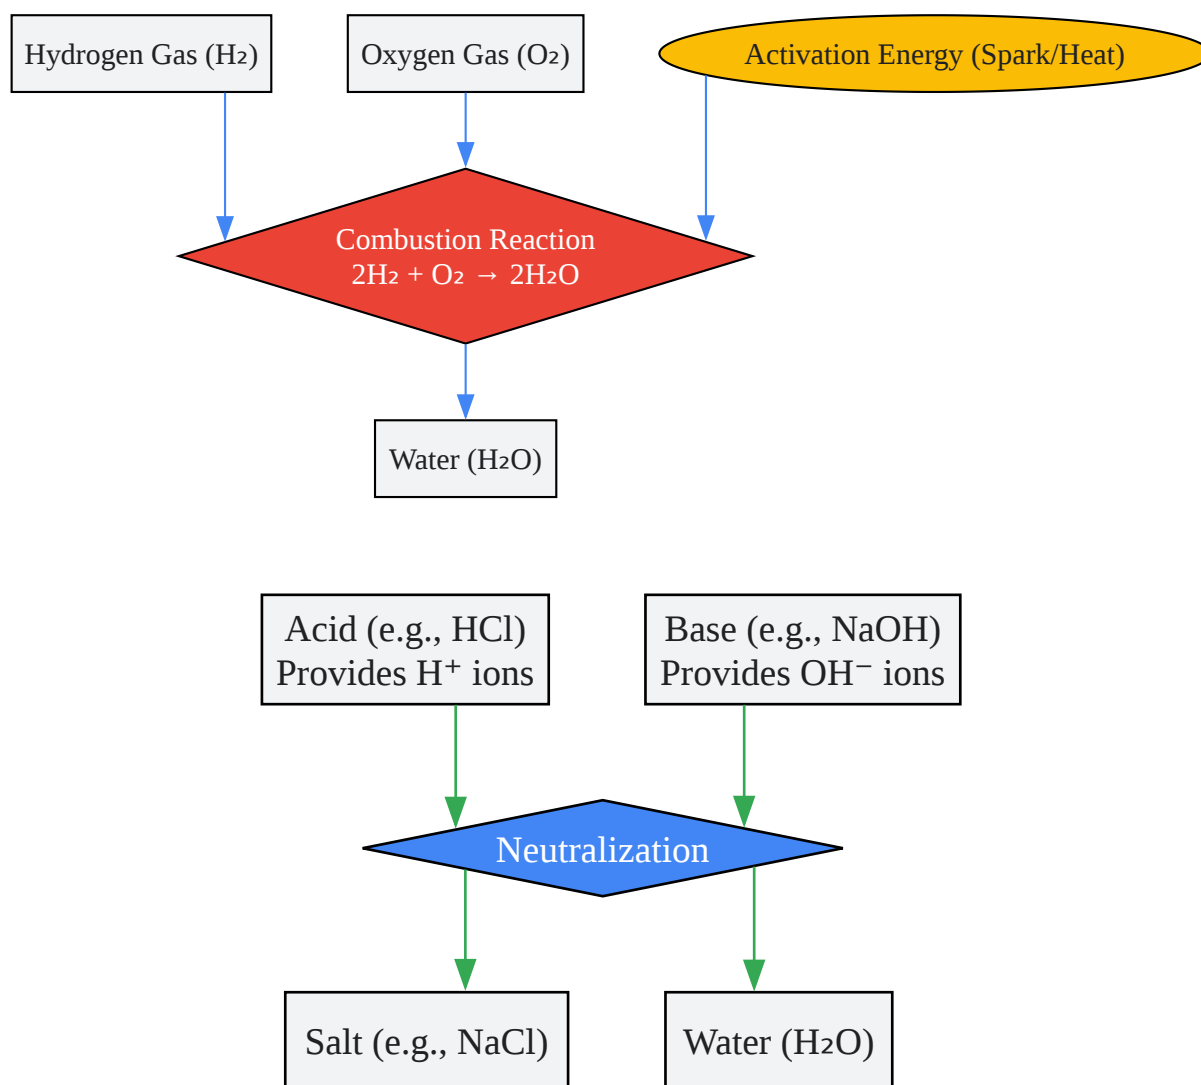 Hydrogen Gas (H₂)
Oxygen Gas (O₂)
Activation Energy (Spark/Heat)
Combustion Reaction
2H₂ + O₂ → 2H₂O
Water (H₂O)
Acid (e.g., HCl)
Provides H⁺ ions
Base (e.g., NaOH)
Provides OH⁻ ions
Neutralization
Salt (e.g., NaCl)
Water (H₂O)